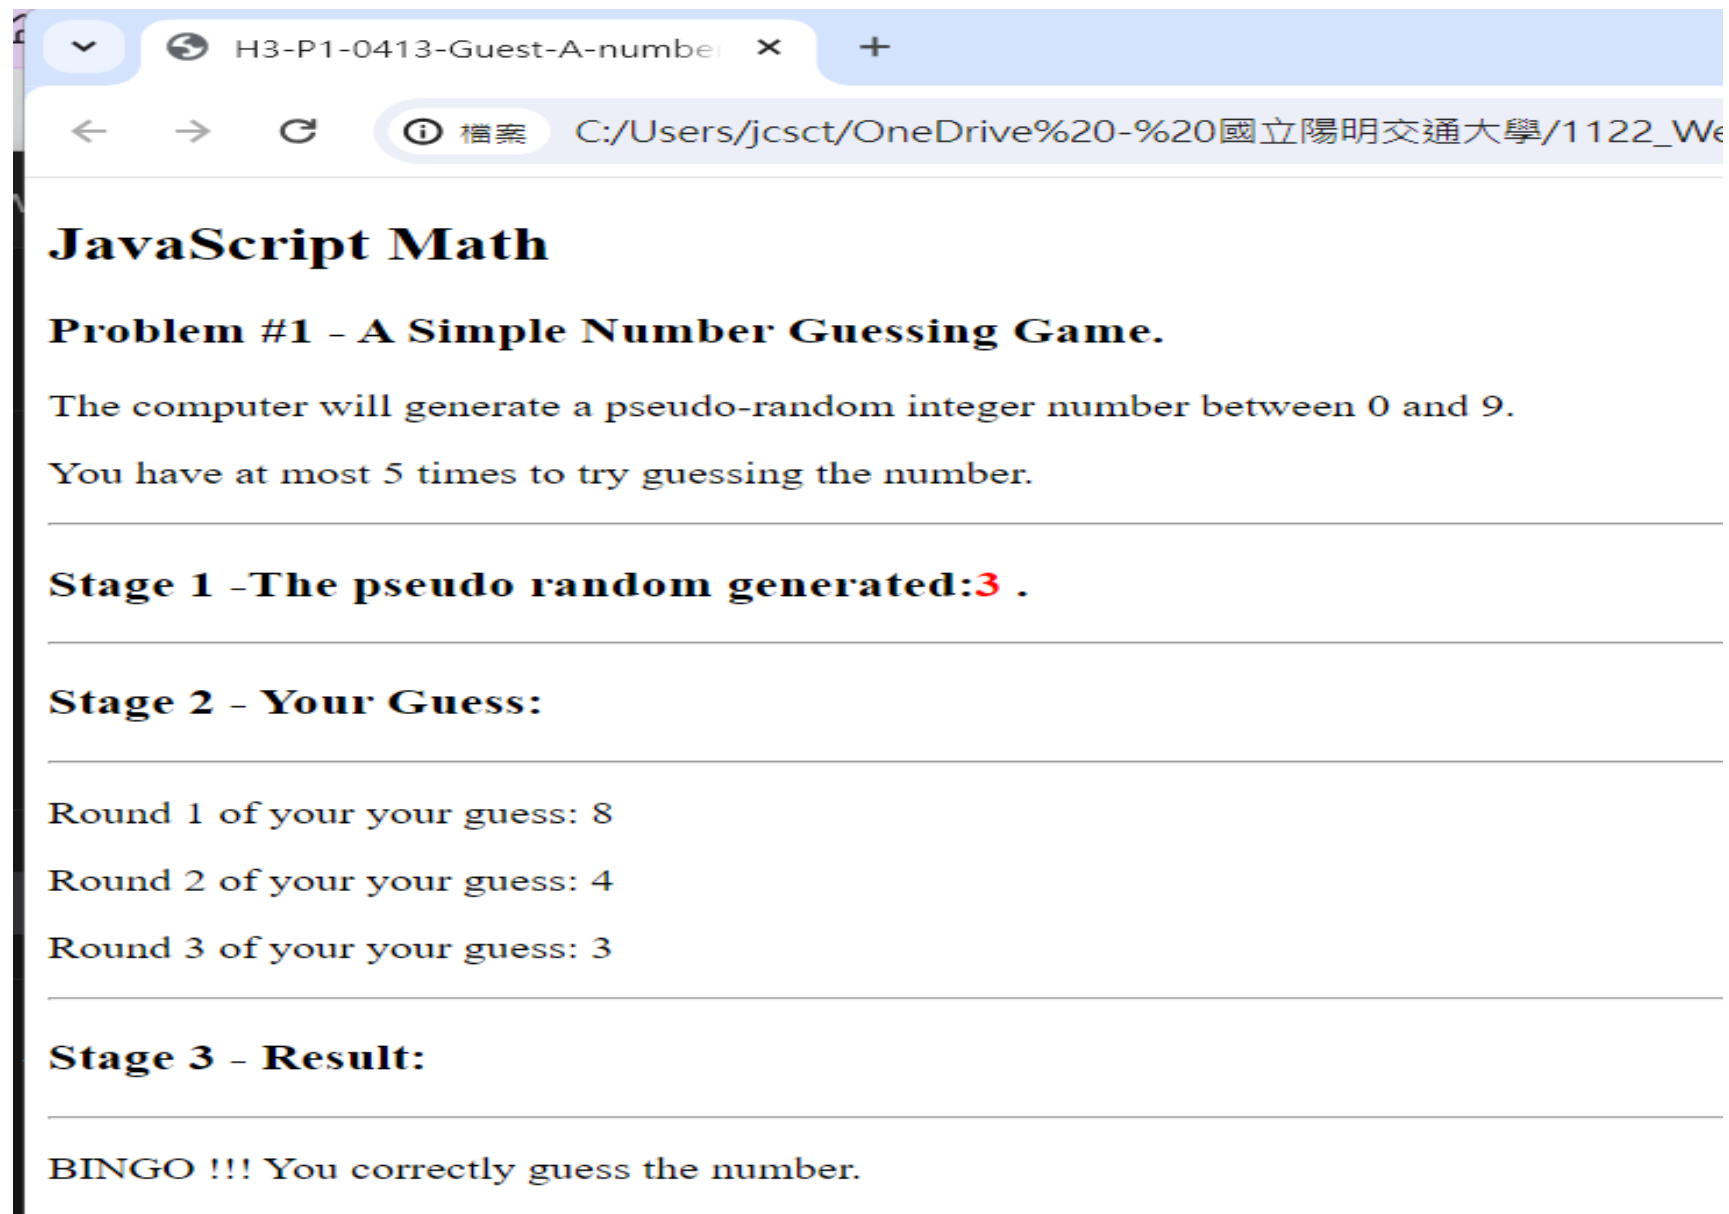 H3-P1-0413-Guest-A-number
檔案 C:/Users/jcsct/OneDrive%20-%20國立陽明交通大學/1122_We
JavaScript Math
Problem #1 - A Simple Number Guessing Game.
The computer will generate a pseudo-random integer number between 0 and 9.
You have at most 5 times to try guessing the number.
Stage 1 -The pseudo random generated:3 .
Stage 2 - Your Guess:
Round 1 of your your guess: 8
Round 2 of your your guess: 4
Round 3 of your your guess: 3
Stage 3 - Result:
BINGO !!! You correctly guess the number.